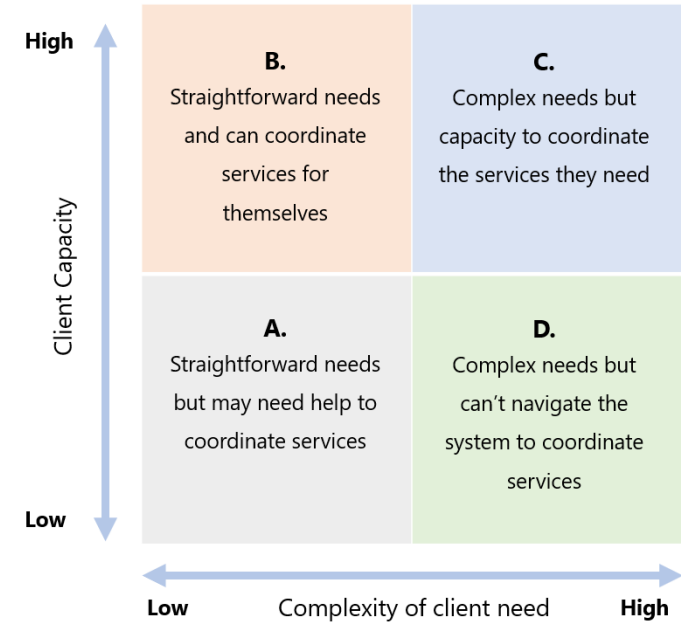 High
B.
Straightforward needs
and can coordinate
services for
themselves
C.
Complex needs but
capacity to coordinate
the services they need
Client Capacity
A.
Straightforward needs
but may need help to
coordinate services
D.
Complex needs but
can’t navigate the
system to coordinate
services
Low
Low
Complexity of client need
High